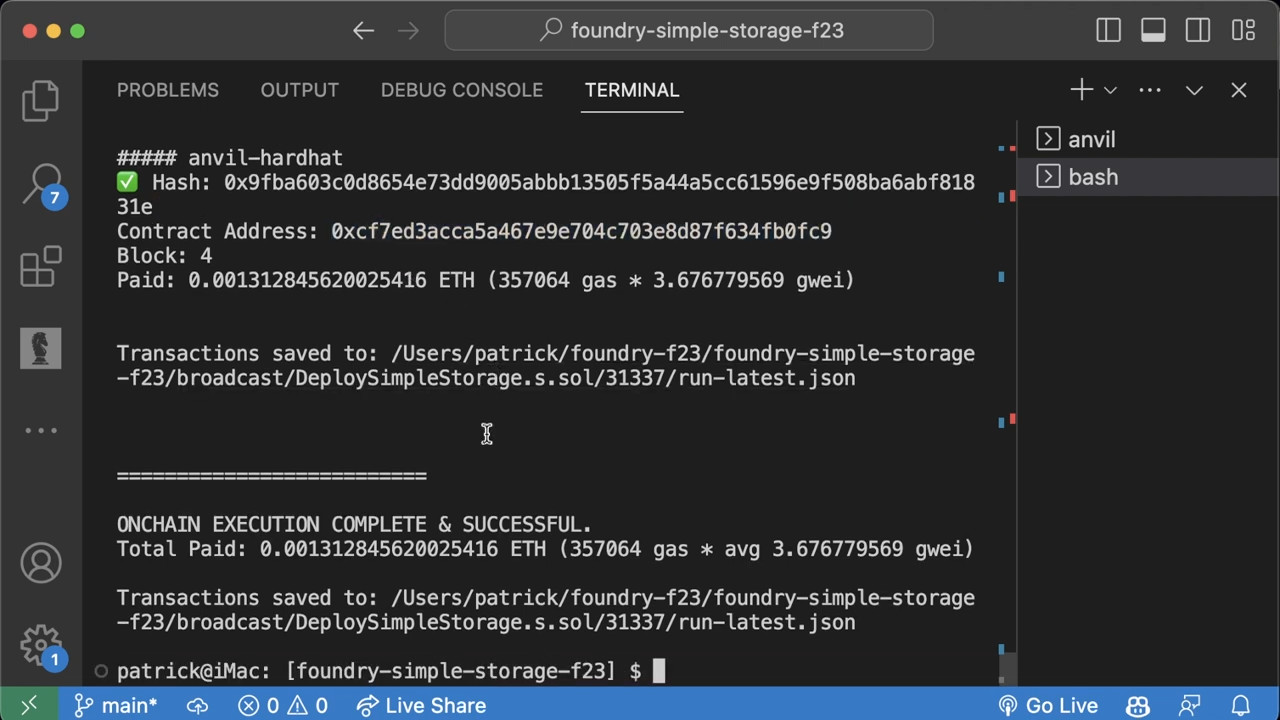 foundry-simple-storage-f23
PROBLEMS OUTPUT DEBUG CONSOLE TERMINAL
anvil
bash
7
##### anvil-hardhat
✅ Hash: 0x9fba603c0d8654e73dd9005abbb13505f5a44a5cc61596e9f508ba6abf818
31e
Contract Address: 0xcf7ed3acca5a467e9e704c703e8d87f634fb0fc9
Block: 4
Paid: 0.001312845620025416 ETH (357064 gas * 3.676779569 gwei)
Transactions saved to: /Users/patrick/foundry-f23/foundry-simple-storage
-f23/broadcast/DeploySimpleStorage.s.sol/31337/run-latest.json
==========================
ONCHAIN EXECUTION COMPLETE & SUCCESSFUL.
Total Paid: 0.001312845620025416 ETH (357064 gas * avg 3.676779569 gwei)
Transactions saved to: /Users/patrick/foundry-f23/foundry-simple-storage
-f23/broadcast/DeploySimpleStorage.s.sol/31337/run-latest.json
1
patrick@iMac: [foundry-simple-storage-f23] $
main* 0 0 Live Share Go Live